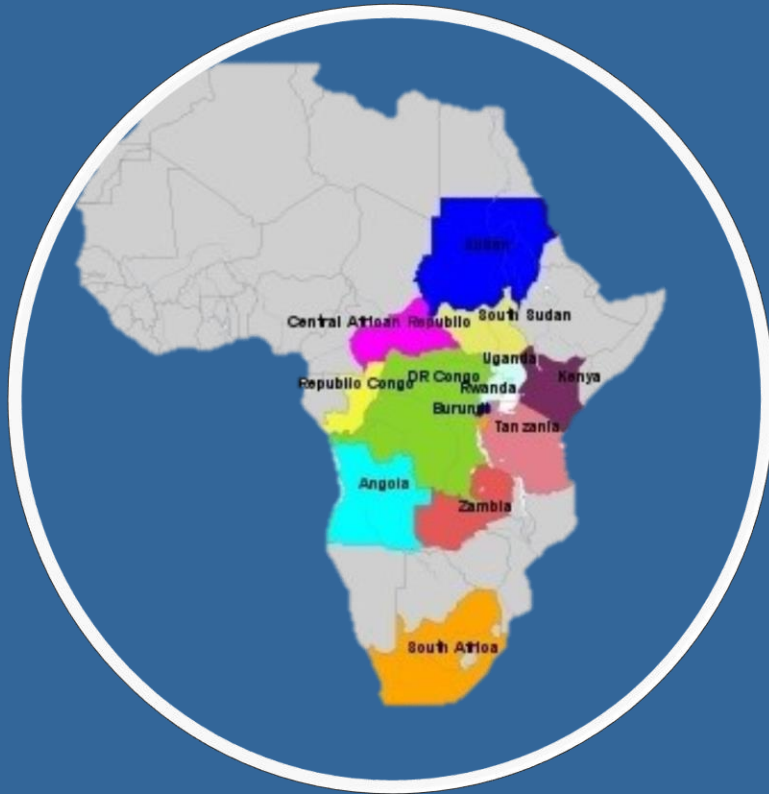 Sudan
South Sudan
Central African Republic
Uganda
Republic Congo
DR Congo
Kenya
Rwanda
Burundi
Tanzania
Angola
Zambia
South Africa